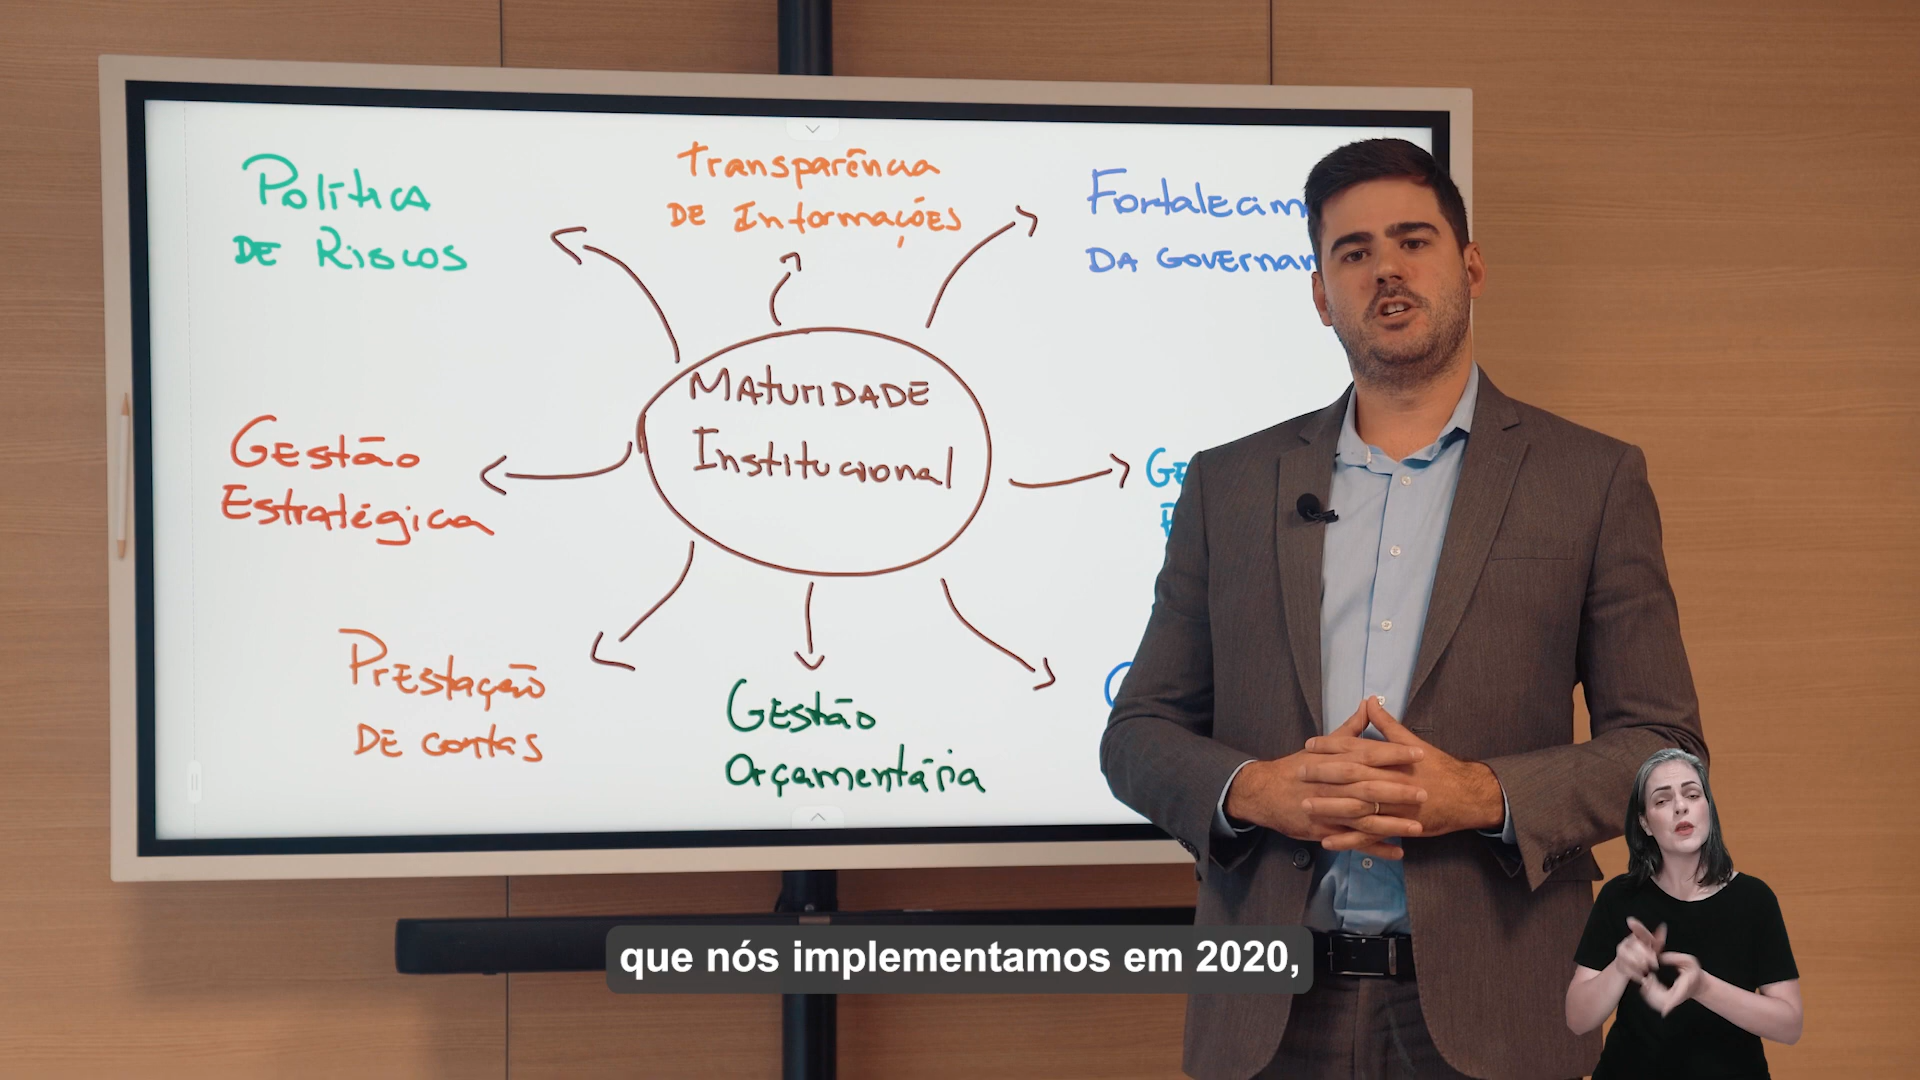 Política
DE Riscos
Transparência
DE Informações
DA GOVERNAN
MATURIDADE
Institucional
GEstão
Estratégica
PrEstação
DE contas
GEstão
Orçamentária
que nós implementamos em 2020,